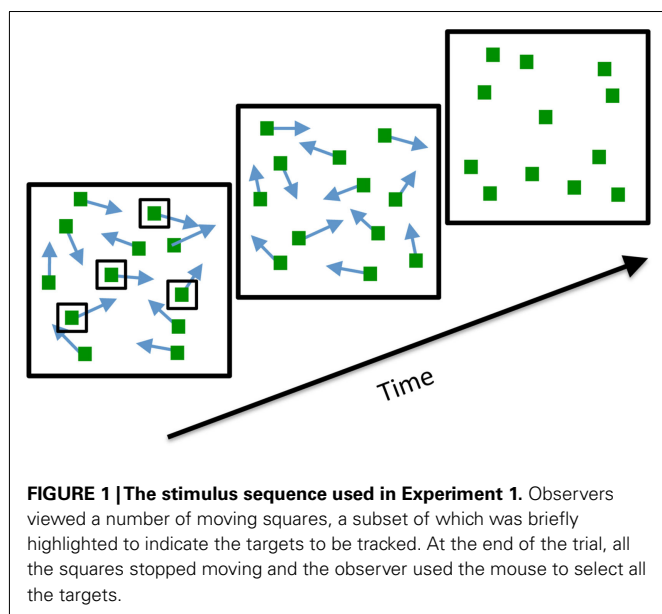 Time
FIGURE 1 | The stimulus sequence used in Experiment 1. Observers
viewed a number of moving squares, a subset of which was briefly
highlighted to indicate the targets to be tracked. At the end of the trial, all
the squares stopped moving and the observer used the mouse to select all
the targets.